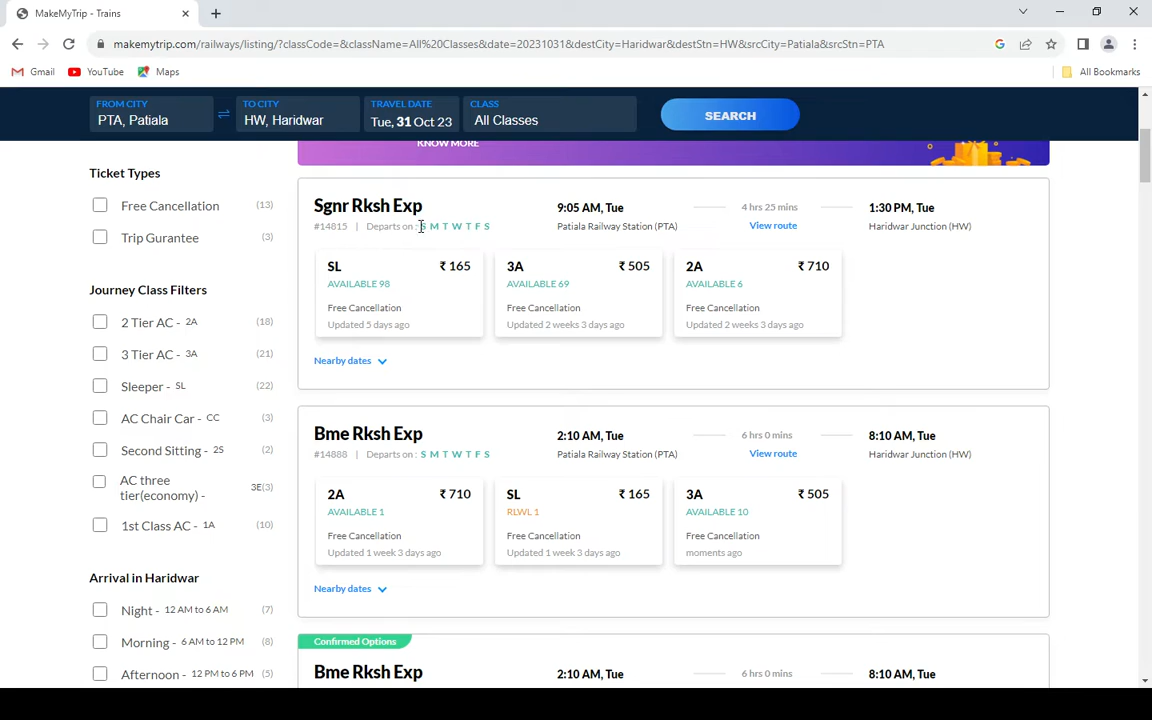 MakeMyTrip - Trains
makemytrip.com/railways/listing/?classCode=&className=All%20Classes&date=20231031&destCity=Haridwar&destStn=HW&srcCity=Patiala&srcStn=PTA
Gmail YouTube Maps All Bookmarks
FROM CITY TO CITY TRAVEL DATE CLASS
PTA, Patiala HW, Haridwar Tue, 31 Oct 23 All Classes SEARCH
KNOW MORE
Ticket Types
Free Cancellation (13)
Trip Gurantee (3)
Journey Class Filters
2 Tier AC - 2A (18)
3 Tier AC - 3A (21)
Sleeper - SL (22)
AC Chair Car - CC (3)
Second Sitting - 2S (2)
AC three
tier(economy) - 3E(3)
1st Class AC - 1A (10)
Arrival in Haridwar
Night - 12 AM to 6 AM (7)
Morning - 6 AM to 12 PM (8)
Afternoon - 12 PM to 6 PM (5)
Sgnr Rksh Exp 9:05 AM, Tue 4 hrs 25 mins 1:30 PM, Tue
#14815 | Departs on : S M T W T F S Patiala Railway Station (PTA) View route Haridwar Junction (HW)
SL ₹ 165 3A ₹ 505 2A ₹ 710
AVAILABLE 98 AVAILABLE 69 AVAILABLE 6
Free Cancellation Free Cancellation Free Cancellation
Updated 5 days ago Updated 2 weeks 3 days ago Updated 2 weeks 3 days ago
Nearby dates
Bme Rksh Exp 2:10 AM, Tue 6 hrs 0 mins 8:10 AM, Tue
#14888 | Departs on : S M T W T F S Patiala Railway Station (PTA) View route Haridwar Junction (HW)
2A ₹ 710 SL ₹ 165 3A ₹ 505
AVAILABLE 1 RLWL 1 AVAILABLE 10
Free Cancellation Free Cancellation Free Cancellation
Updated 1 week 3 days ago Updated 1 week 3 days ago moments ago
Nearby dates
Confirmed Options
Bme Rksh Exp 2:10 AM, Tue 6 hrs 0 mins 8:10 AM, Tue